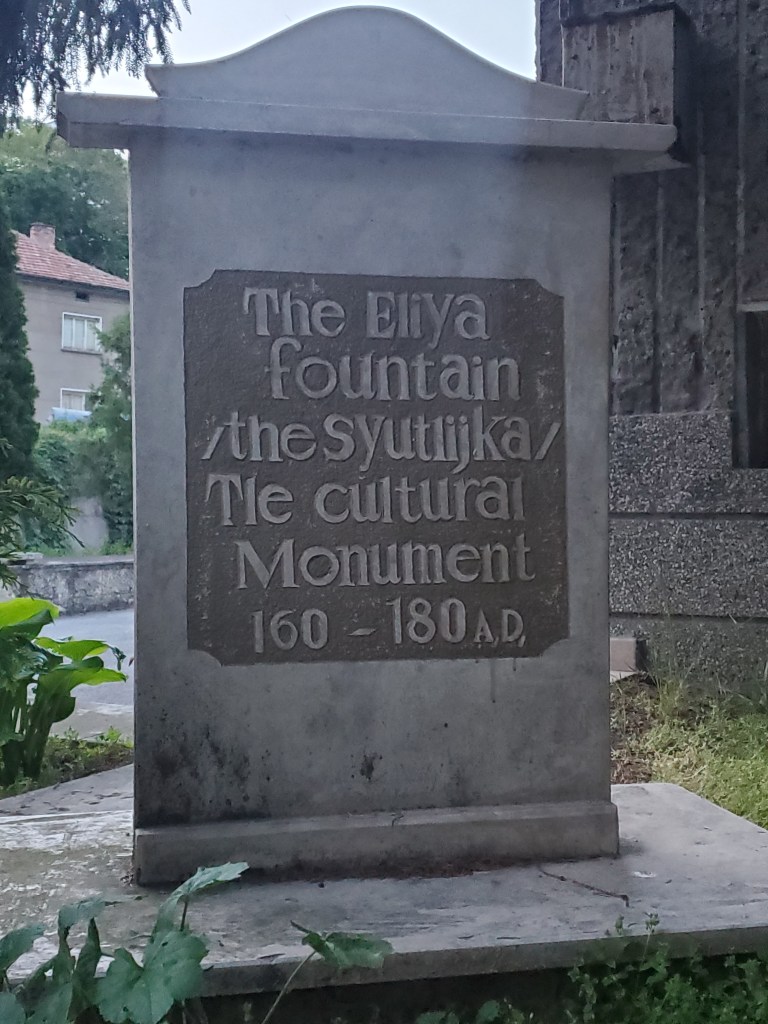 The Eliya
fountain
/the Syutlijka/
Tle cultural
Monument
160 - 180 A.D.